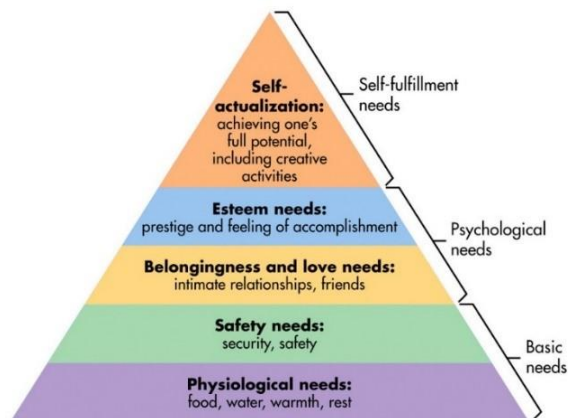 Self-
actualization:
achieving one's
full potential,
including creative
activities
Self-fulfillment
needs
Esteem needs:
prestige and feeling of accomplishment
Psychological
needs
Belongingness and love needs:
intimate relationships, friends
Safety needs:
security, safety
Basic
needs
Physiological needs:
food, water, warmth, rest